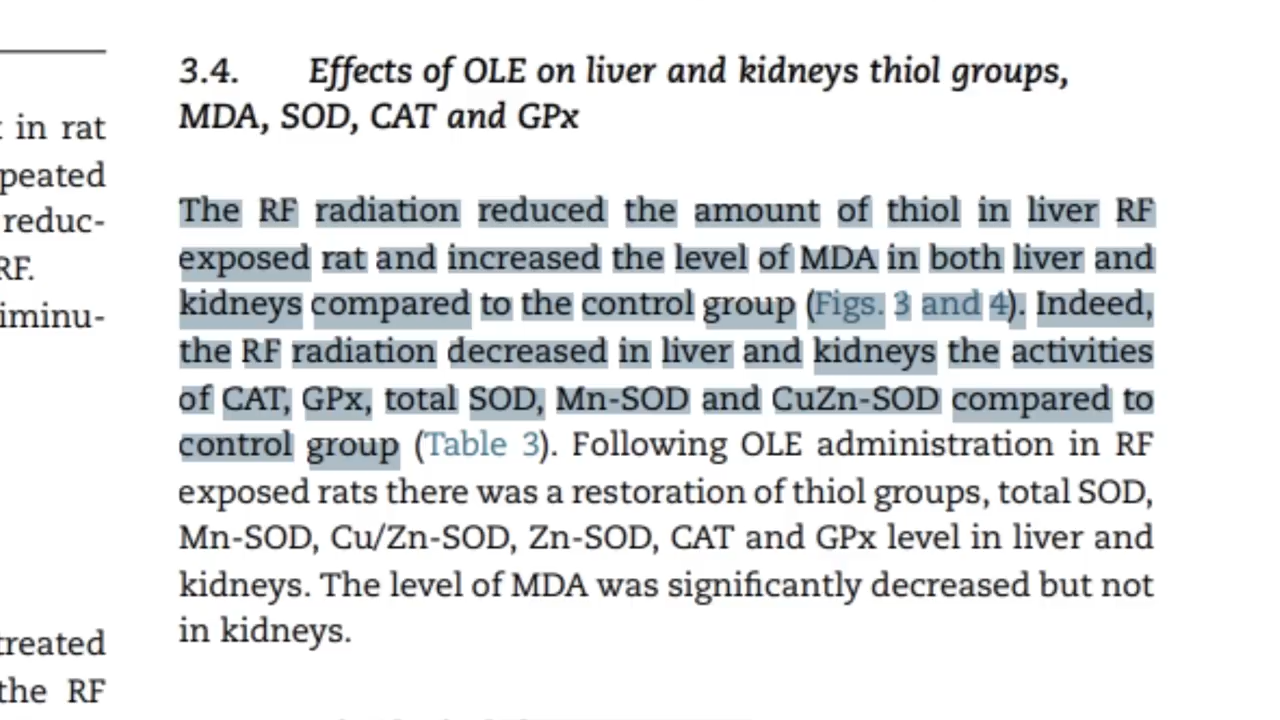 in rat
peated
reduc-
RF.
iminu-
treated
the RF
3.4. Effects of OLE on liver and kidneys thiol groups,
MDA, SOD, CAT and GPx
The RF radiation reduced the amount of thiol in liver RF
exposed rat and increased the level of MDA in both liver and
kidneys compared to the control group (Figs. 3 and 4). Indeed,
the RF radiation decreased in liver and kidneys the activities
of CAT, GPx, total SOD, Mn-SOD and CuZn-SOD compared to
control group (Table 3). Following OLE administration in RF
exposed rats there was a restoration of thiol groups, total SOD,
Mn-SOD, Cu/Zn-SOD, Zn-SOD, CAT and GPx level in liver and
kidneys. The level of MDA was significantly decreased but not
in kidneys.